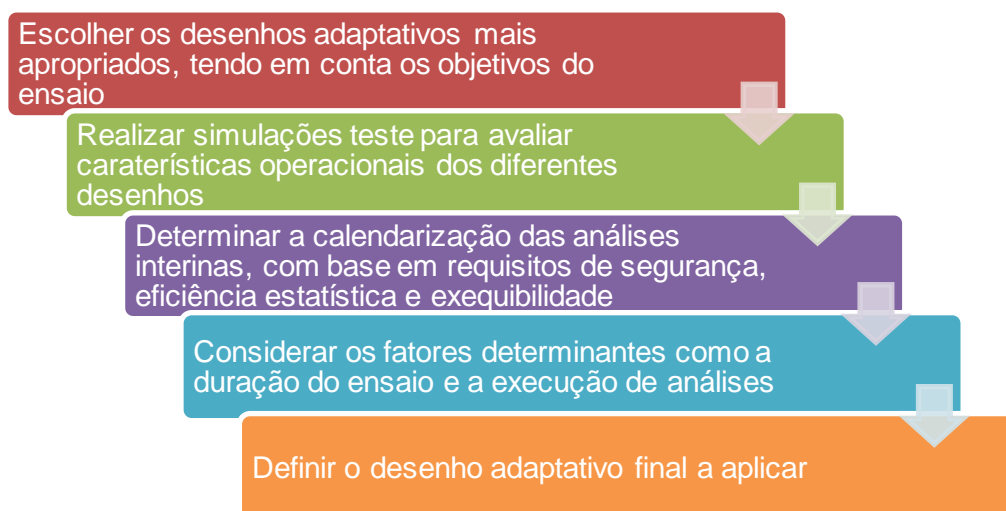 Escolher os desenhos adaptativos mais
apropriados, tendo em conta os objetivos do
ensaio
Realizar simulações teste para avaliar
caraterísticas operacionais dos diferentes
desenhos
Determinar a calendarização das análises
interinas, com base em requisitos de segurança,
eficiência estatística e exequibilidade
Considerar os fatores determinantes como a
duração do ensaio e a execução de análises
Definir o desenho adaptativo final a aplicar